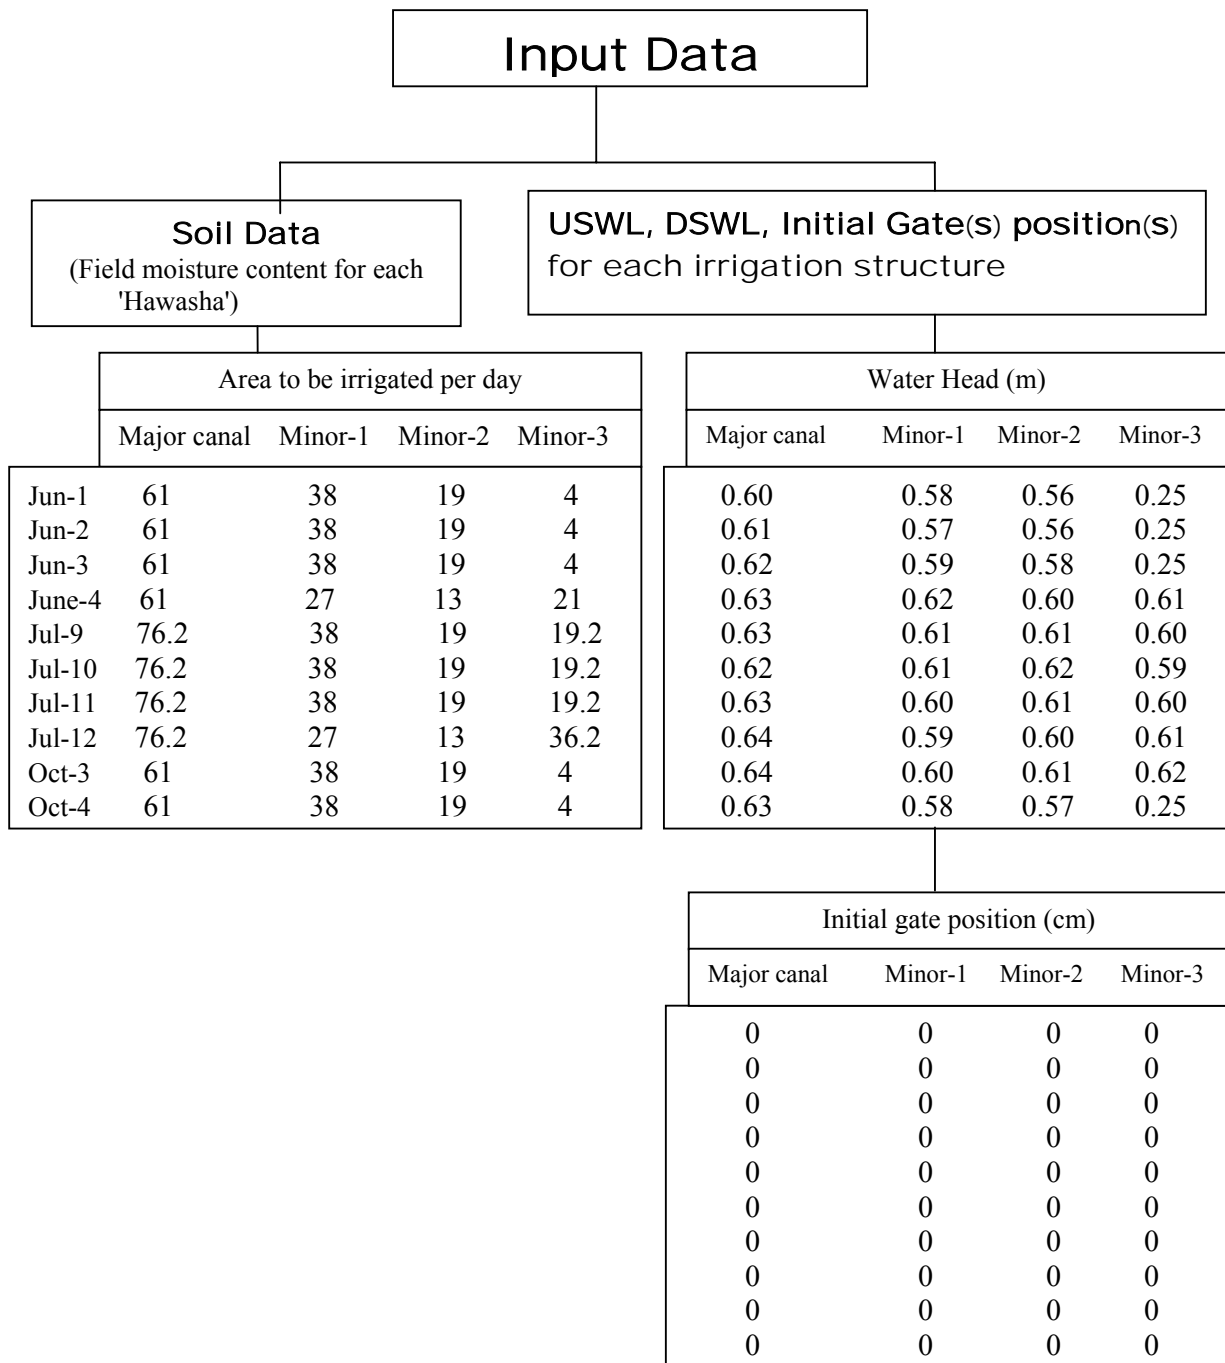 Input Data
Soil Data
(Field moisture content for each
'Hawasha')
USWL, DSWL, Initial Gate(s) position(s)
for each irrigation structure
Area to be irrigated per day
Major canal Minor-1 Minor-2 Minor-3
Jun-1 61 38 19 4
Jun-2 61 38 19 4
Jun-3 61 38 19 4
June-4 61 27 13 21
Jul-9 76.2 38 19 19.2
Jul-10 76.2 38 19 19.2
Jul-11 76.2 38 19 19.2
Jul-12 76.2 27 13 36.2
Oct-3 61 38 19 4
Oct-4 61 38 19 4
Water Head (m)
Major canal Minor-1 Minor-2 Minor-3
0.60 0.58 0.56 0.25
0.61 0.57 0.56 0.25
0.62 0.59 0.58 0.25
0.63 0.62 0.60 0.61
0.63 0.61 0.61 0.60
0.62 0.61 0.62 0.59
0.63 0.60 0.61 0.60
0.64 0.59 0.60 0.61
0.64 0.60 0.61 0.62
0.63 0.58 0.57 0.25
Initial gate position (cm)
Major canal Minor-1 Minor-2 Minor-3
0 0 0 0
0 0 0 0
0 0 0 0
0 0 0 0
0 0 0 0
0 0 0 0
0 0 0 0
0 0 0 0
0 0 0 0
0 0 0 0